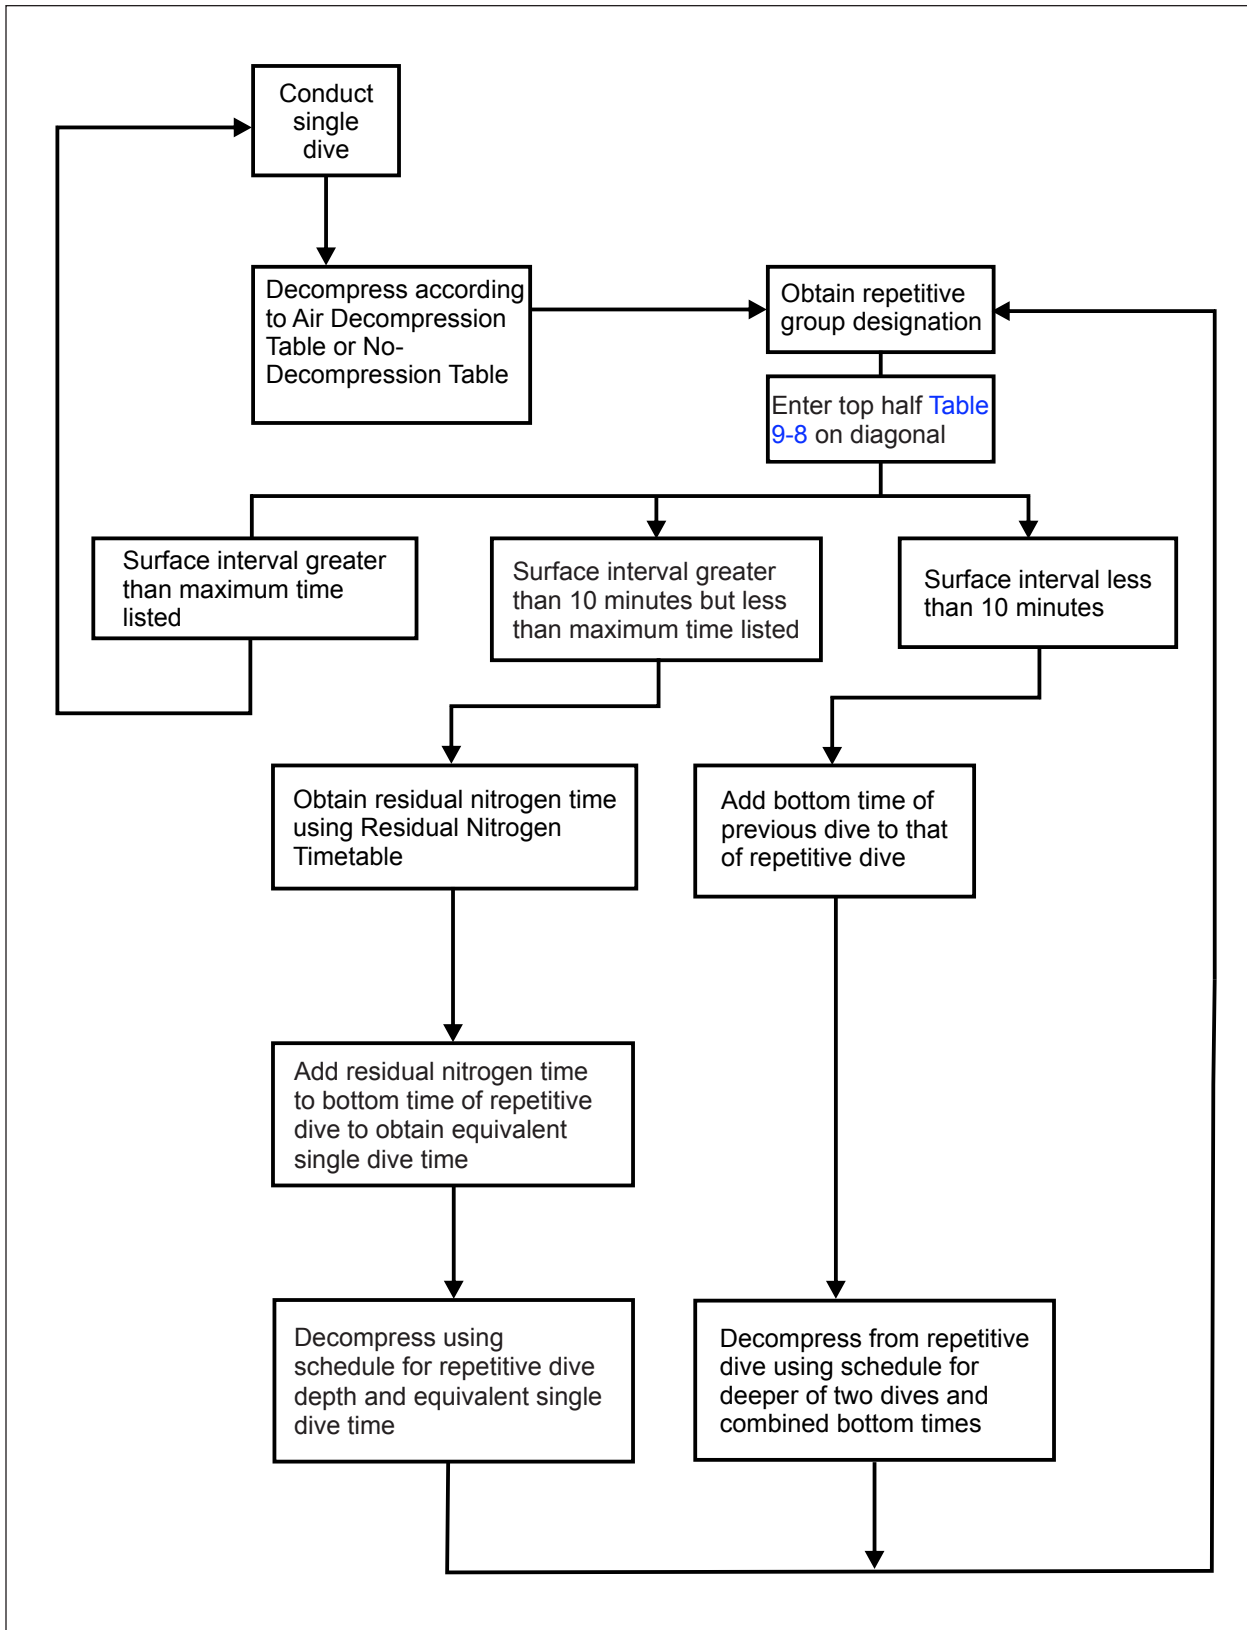 Conduct
single
dive
Decompress according
to Air Decompression
Table or No-
Decompression Table
Obtain repetitive
group designation
Enter top half Table
9-8 on diagonal
Surface interval greater
than maximum time
listed
Surface interval greater
than 10 minutes but less
than maximum time listed
Surface interval less
than 10 minutes
Obtain residual nitrogen time
using Residual Nitrogen
Timetable
Add bottom time of
previous dive to that
of repetitive dive
Add residual nitrogen time
to bottom time of repetitive
dive to obtain equivalent
single dive time
Decompress using
schedule for repetitive dive
depth and equivalent single
dive time
Decompress from repetitive
dive using schedule for
deeper of two dives and
combined bottom times